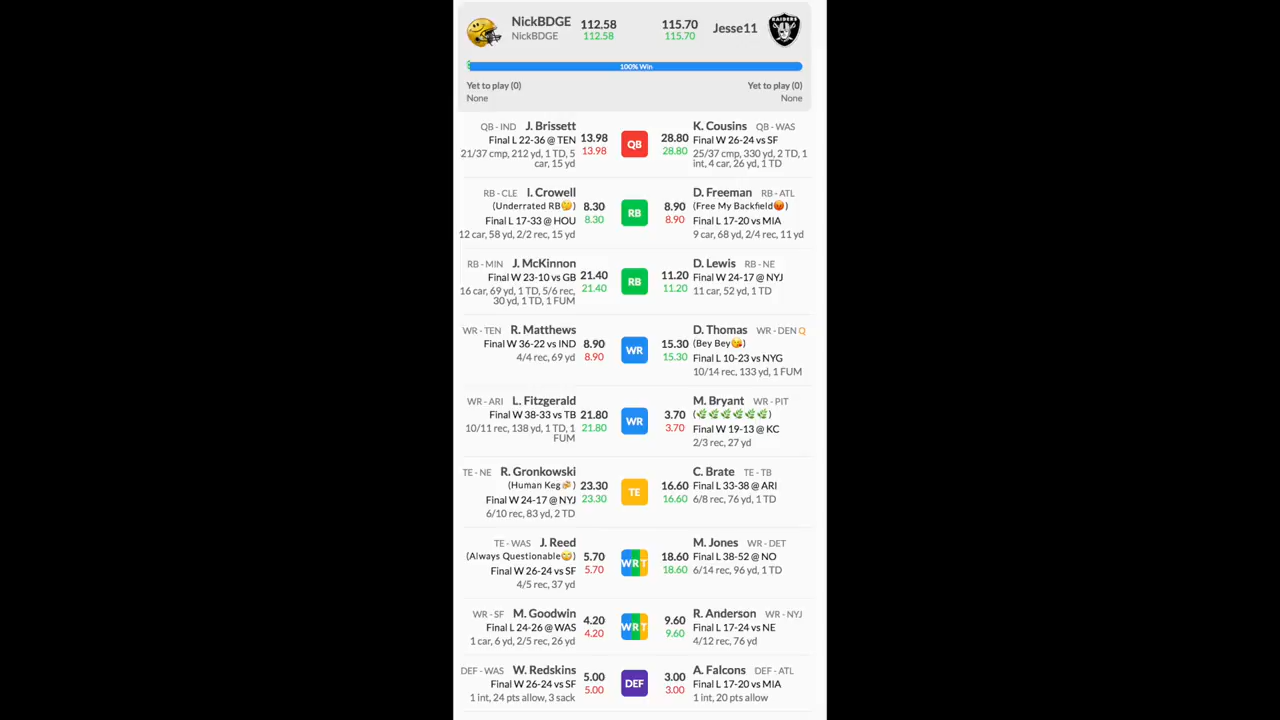 NickBDGE 112.58 115.70 Jesse11
NickBDGE 112.58 115.70
RAIDERS
100% Win
Yet to play (0) Yet to play (0)
None None
QB - IND J. Brissett K. Cousins QB - WAS
Final L 22-36 @ TEN 13.98 QB 28.80 Final W 26-24 vs SF
21/37 cmp, 212 yd, 1 TD, 5 13.98 28.80 25/37 cmp, 330 yd, 2 TD, 1
car, 15 yd int, 4 car, 26 yd, 1 TD
RB - CLE I. Crowell D. Freeman RB - ATL
(Underrated RB🤔) 8.30 RB 8.90 (Free My Backfield😡)
Final L 17-33 @ HOU 8.30 8.90 Final L 17-20 vs MIA
12 car, 58 yd, 2/2 rec, 15 yd 9 car, 68 yd, 2/4 rec, 11 yd
RB - MIN J. McKinnon D. Lewis RB - NE
Final W 23-10 vs GB 21.40 RB 11.20 Final W 24-17 @ NYJ
16 car, 69 yd, 1 TD, 5/6 rec, 21.40 11.20 11 car, 52 yd, 1 TD
30 yd, 1 TD, 1 FUM
WR - TEN R. Matthews D. Thomas WR - DEN Q
Final W 36-22 vs IND 8.90 WR 15.30 (Bey Bey😘)
4/4 rec, 69 yd 8.90 15.30 Final L 10-23 vs NYG
10/14 rec, 133 yd, 1 FUM
WR - ARI L. Fitzgerald M. Bryant WR - PIT
Final W 38-33 vs TB 21.80 WR 3.70 (🌿🌿🌿🌿🌿🌿)
10/11 rec, 138 yd, 1 TD, 1 21.80 3.70 Final W 19-13 @ KC
FUM 2/3 rec, 27 yd
TE - NE R. Gronkowski C. Brate TE - TB
(Human Keg🍻) 23.30 TE 16.60 Final L 33-38 @ ARI
Final W 24-17 @ NYJ 23.30 16.60 6/8 rec, 76 yd, 1 TD
6/10 rec, 83 yd, 2 TD
TE - WAS J. Reed M. Jones WR - DET
(Always Questionable😅) 5.70 WRT 18.60 Final L 38-52 @ NO
Final W 26-24 vs SF 5.70 18.60 6/14 rec, 96 yd, 1 TD
4/5 rec, 37 yd
WR - SF M. Goodwin R. Anderson WR - NYJ
Final L 24-26 @ WAS 4.20 WRT 9.60 Final L 17-24 vs NE
1 car, 6 yd, 2/5 rec, 26 yd 4.20 9.60 4/12 rec, 76 yd
DEF - WAS W. Redskins A. Falcons DEF - ATL
Final W 26-24 vs SF 5.00 DEF 3.00 Final L 17-20 vs MIA
1 int, 24 pts allow, 3 sack 5.00 3.00 1 int, 20 pts allow